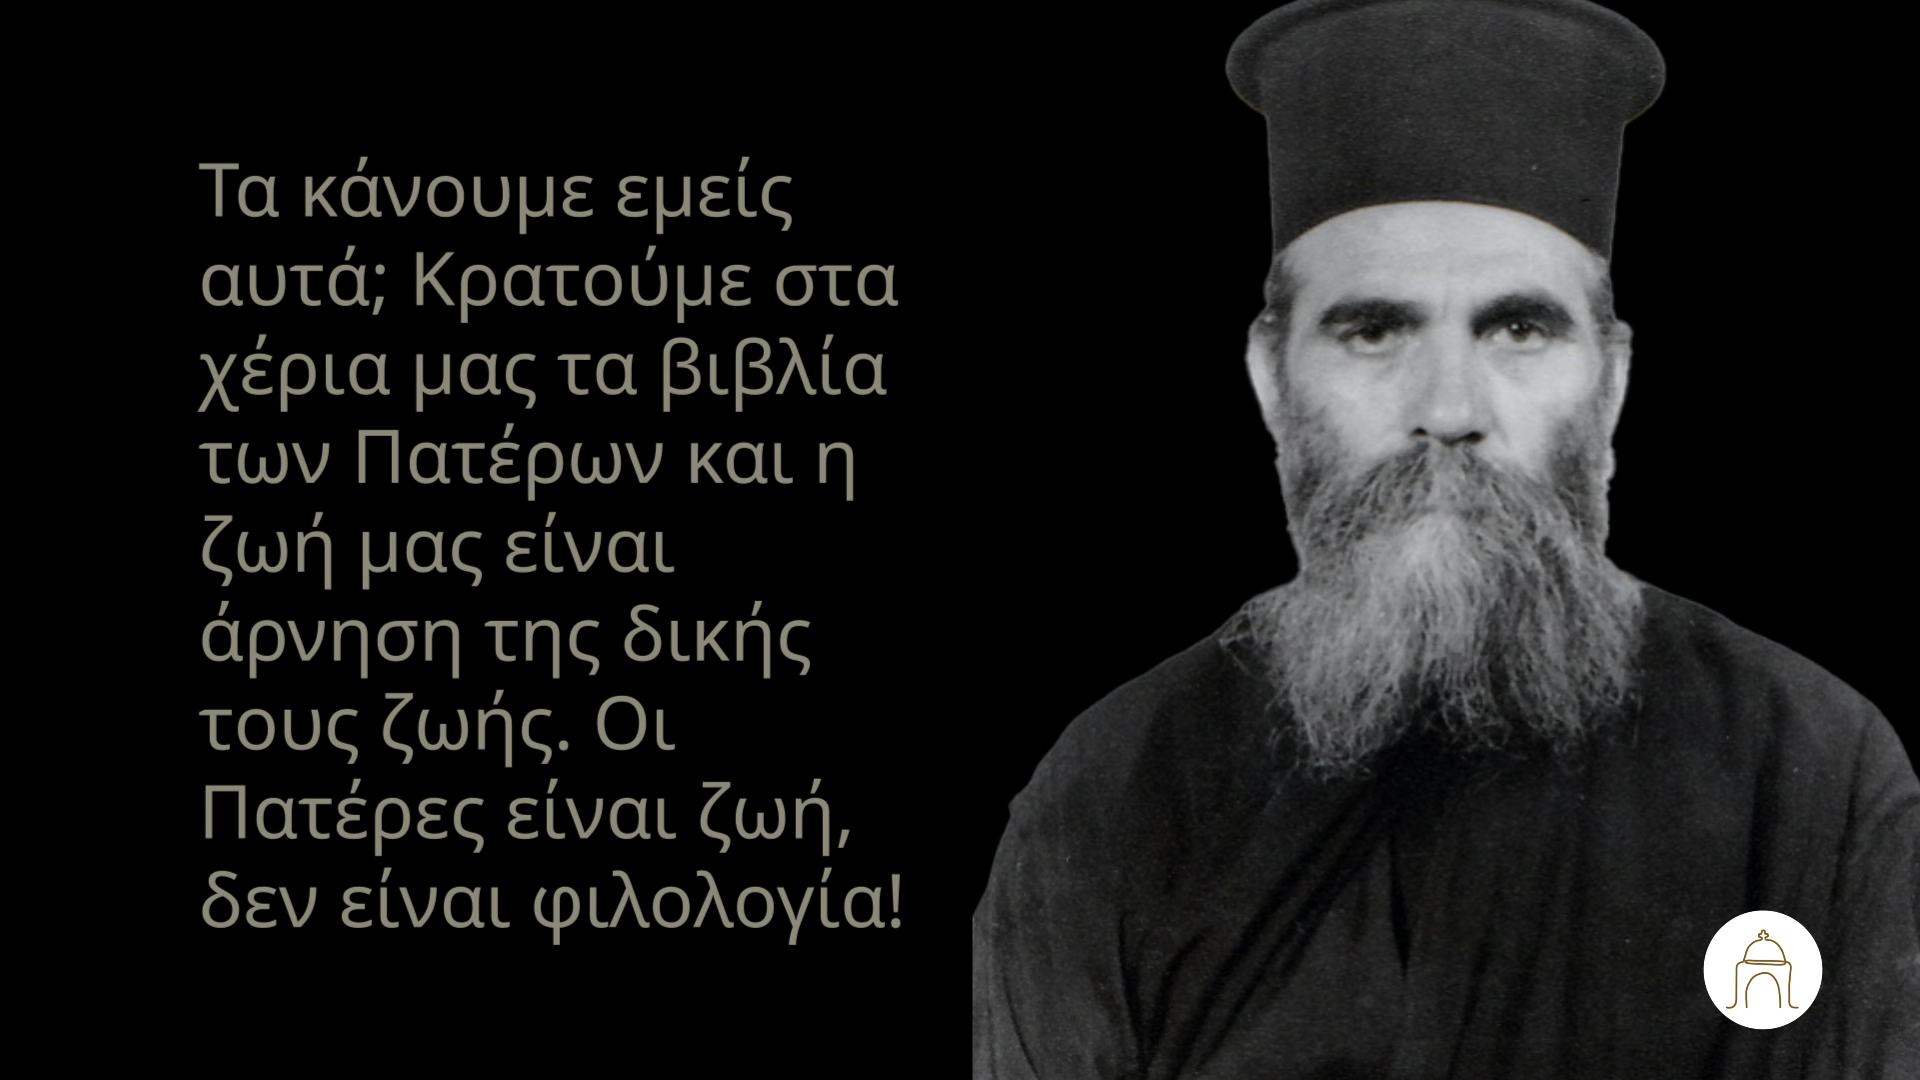 Τα κάνουμε εμείς
αυτά; Κρατούμε στα
χέρια μας τα βιβλία
των Πατέρων και η
ζωή μας είναι
άρνηση της δικής
τους ζωής. Οι
Πατέρες είναι ζωή,
δεν είναι φιλολογία!